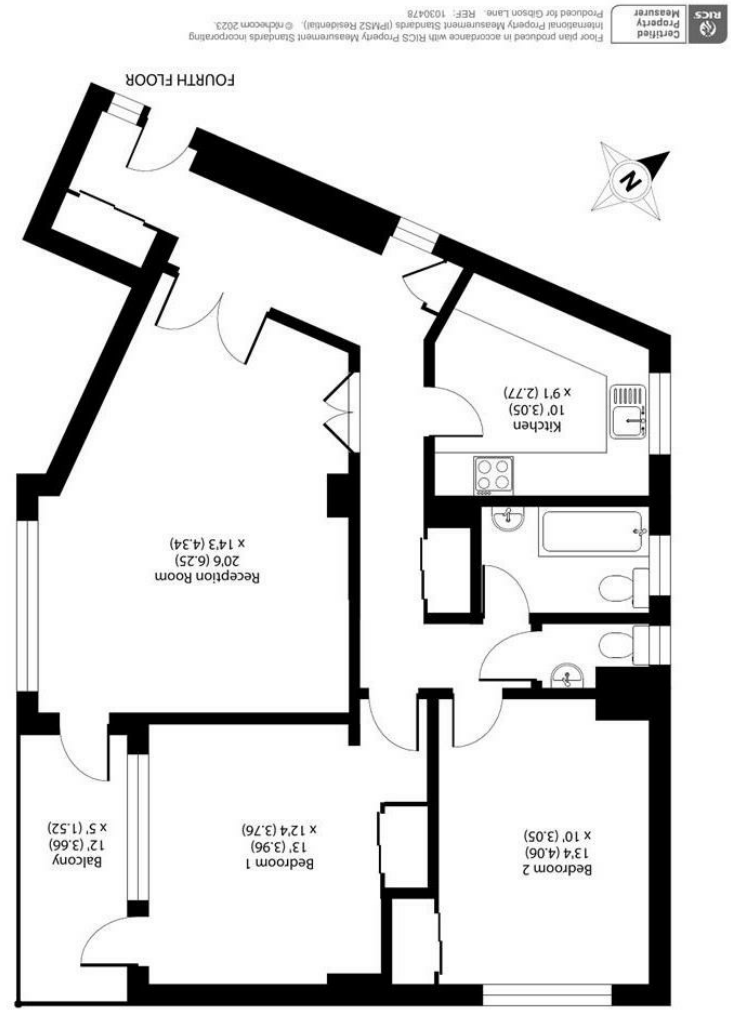 Bedroom 2
13'4 (4.06)
x 10' (3.05)
Bedroom 1
13' (3.96)
x 12'4 (3.76)
Balcony
12' (3.66)
x 5' (1.52)
Reception Room
20'6 (6.25)
x 14'3 (4.34)
Kitchen
10' (3.05)
x 9'1 (2.77)
N
FOURTH FLOOR
RICS
Certified
Property
Measurer
Floor plan produced in accordance with RICS Property Measurement Standards incorporating
International Property Measurement Standards (IPMS2 Residential). © nichecom 2023.
Produced for Gibson Lane. REF: 1030478